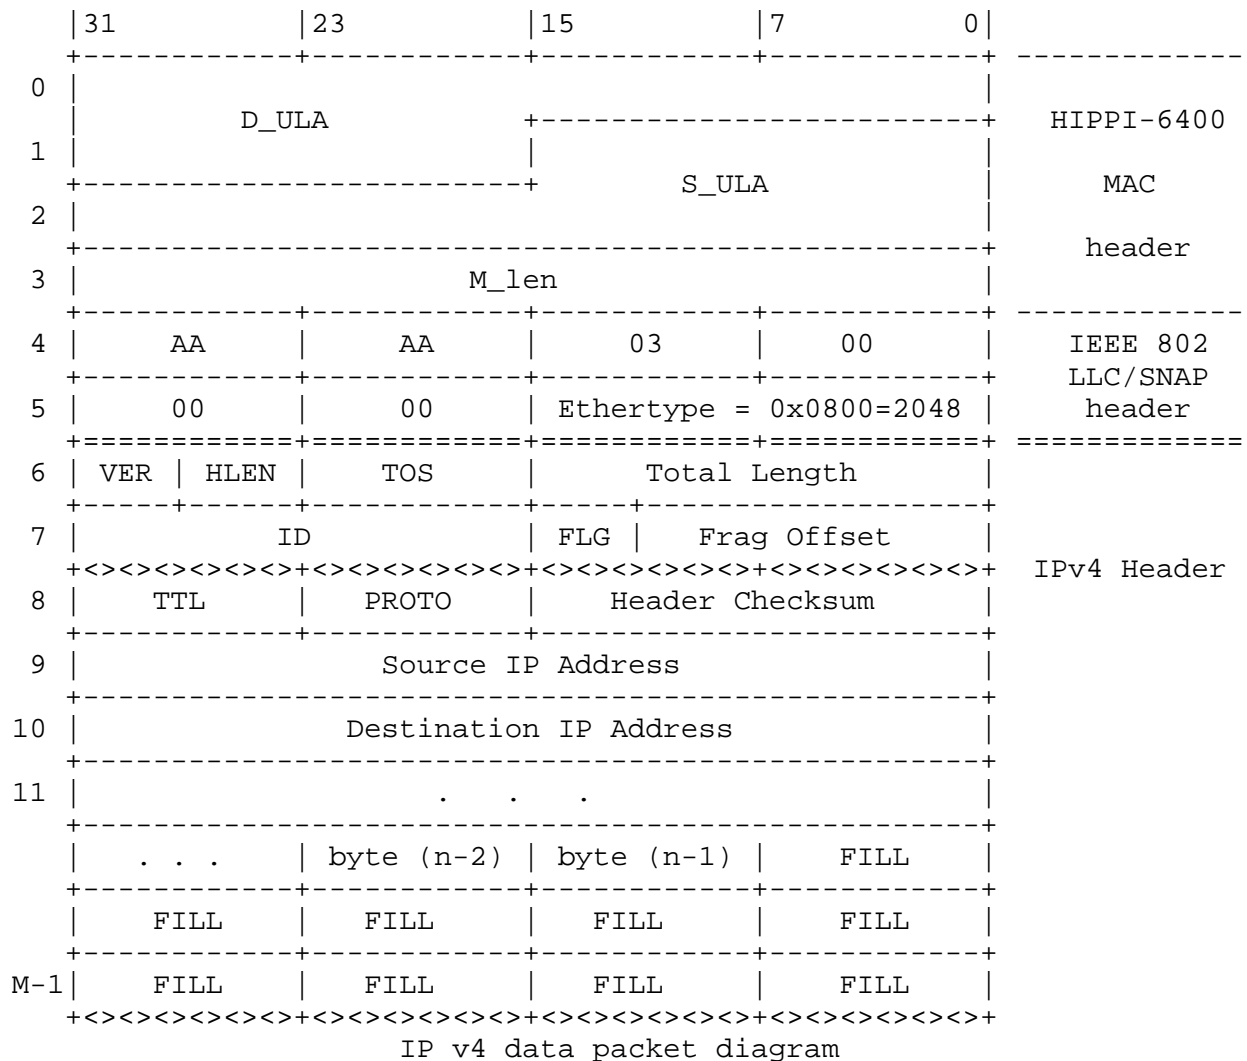 |31          |23          |15          |7          0|
     +------------+------------+------------+------------+ -------------
   0 |                                                   |
     |         D_ULA           +-------------------------+  HIPPI-6400
   1 |                         |                         |
     +-------------------------+        S_ULA            |     MAC
   2 |                                                   |
     +---------------------------------------------------+    header
   3 |                      M_len                        |
     +------------+------------+------------+------------+ -------------
   4 |     AA     |     AA     |     03     |    00      |   IEEE 802
     +------------+------------+------------+------------+   LLC/SNAP
   5 |     00     |     00     | Ethertype = 0x0800=2048 |    header
     +============+============+============+============+ =============
   6 | VER | HLEN |    TOS     |      Total Length       |
     +-----+------+------------+-----+-------------------+
   7 |           ID            | FLG |   Frag Offset     |
     +<><><><><><>+<><><><><><>+<><><><><><>+<><><><><><>+  IPv4 Header
   8 |    TTL     |   PROTO    |    Header Checksum      |
     +------------+------------+-------------------------+
   9 |                 Source IP Address                 |
     +---------------------------------------------------+
  10 |               Destination IP Address              |
     +---------------------------------------------------+
  11 |                    .   .   .                      |
     +---------------------------------------------------+
     |   . . .    | byte (n-2) | byte (n-1) |    FILL    |
     +------------+------------+------------+------------+
     |    FILL    |   FILL     |   FILL     |    FILL    |
     +------------+------------+------------+------------+
  M-1|    FILL    |   FILL     |   FILL     |    FILL    |
     +<><><><><><>+<><><><><><>+<><><><><><>+<><><><><><>+
                       IP v4 data packet diagram